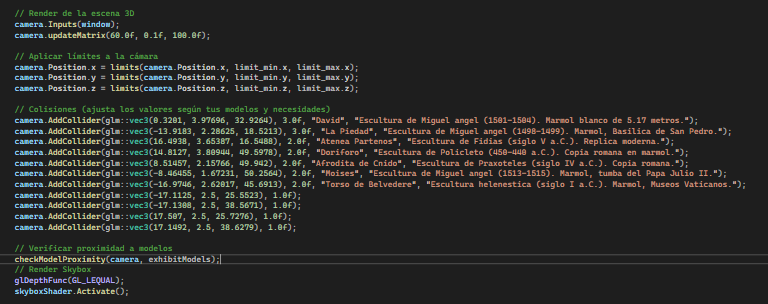 // Render de la escena 3D
camera.Inputs(window);
camera.updateMatrix(60.0f, 0.1f, 100.0f);
// Aplicar límites a la cámara
camera.Position.x = limits(camera.Position.x, limit_min.x, limit_max.x);
camera.Position.y = limits(camera.Position.y, limit_min.y, limit_max.y);
camera.Position.z = limits(camera.Position.z, limit_min.z, limit_max.z);
// Colisiones (ajusta los valores según tus modelos y necesidades)
camera.AddCollider(glm::vec3(0.3201, 3.97696, 32.9264), 3.0f, "David", "Escultura de Miguel angel (1501-1504). Marmol blanco de 5.17 metros.");
camera.AddCollider(glm::vec3(-13.9183, 2.28625, 18.5213), 3.0f, "La Piedad", "Escultura de Miguel angel (1498-1499). Marmol, Basílica de San Pedro.");
camera.AddCollider(glm::vec3(16.4938, 3.65387, 16.5488), 2.0f, "Atenea Partenos", "Escultura de Fidias (siglo V a.C.). Replica moderna.");
camera.AddCollider(glm::vec3(14.8127, 3.80944, 49.5978), 2.0f, "Doriforo", "Escultura de Policleto (450-440 a.C.). Copia romana en marmol.");
camera.AddCollider(glm::vec3(8.51457, 2.15766, 49.942), 2.0f, "Afrodita de Cnido", "Escultura de Praxoteles (siglo IV a.C.). Copia romana.");
camera.AddCollider(glm::vec3(-8.46455, 1.67231, 50.2564), 2.0f, "Moises", "Escultura de Miguel angel (1513-1515). Marmol, tumba del Papa Julio II.");
camera.AddCollider(glm::vec3(-16.9746, 2.62017, 45.6913), 2.0f, "Torso de Belvedere", "Escultura helenestica (siglo I a.C.). Marmol, Museos Vaticanos.");
camera.AddCollider(glm::vec3(-17.1125, 2.5, 25.5523), 1.0f);
camera.AddCollider(glm::vec3(-17.1308, 2.5, 38.5671), 1.0f);
camera.AddCollider(glm::vec3(17.507, 2.5, 25.7276), 1.0f);
camera.AddCollider(glm::vec3(17.1492, 2.5, 38.6279), 1.0f);
// Verificar proximidad a modelos
checkModelProximity(camera, exhibitModels);
// Render Skybox
glDepthFunc(GL_LEQUAL);
skyboxShader.Activate();